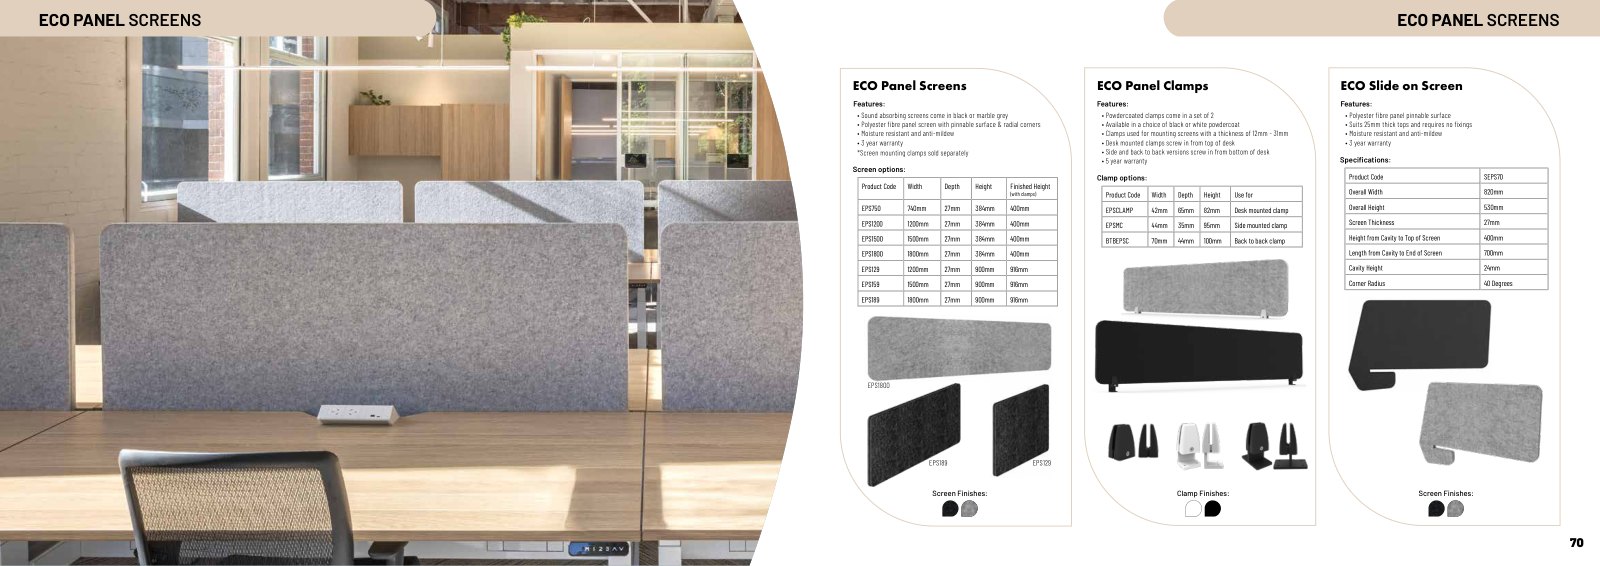 ECO PANEL SCREENS
ECO PANEL SCREENS
ECO Panel Screens
Features:
• Sound absorbing screens come in black or marble grey
• Polyester fibre panel screen with pinnable surface & radial corners
• Moisture resistant and anti-mildew
• 3 year warranty
*Screen mounting clamps sold separately
Screen options:
Product Code Width Depth Height Finished Height
(with clamps)
EPS750 740mm 27mm 384mm 400mm
EPS1200 1200mm 27mm 384mm 400mm
EPS1500 1500mm 27mm 384mm 400mm
EPS1800 1800mm 27mm 384mm 400mm
EPS129 1200mm 27mm 900mm 916mm
EPS159 1500mm 27mm 900mm 916mm
EPS189 1800mm 27mm 900mm 916mm
EPS1800
EPS189
EPS129
Screen Finishes:
ECO Panel Clamps
Features:
• Powdercoated clamps come in a set of 2
• Available in a choice of black or white powdercoat
• Clamps used for mounting screens with a thickness of 12mm - 31mm
• Desk mounted clamps screw in from top of desk
• Side and back to back versions screw in from bottom of desk
• 5 year warranty
Clamp options:
Product Code Width Depth Height Use for
EPSCLAMP 42mm 65mm 82mm Desk mounted clamp
EPSMC 44mm 35mm 95mm Side mounted clamp
BTBEPSC 70mm 44mm 100mm Back to back clamp
Clamp Finishes:
ECO Slide on Screen
Features:
• Polyester fibre panel pinnable surface
• Suits 25mm thick tops and requires no fixings
• Moisture resistant and anti-mildew
• 3 year warranty
Specifications:
Product Code SEPS70
Overall Width 820mm
Overall Height 530mm
Screen Thickness 27mm
Height from Cavity to Top of Screen 400mm
Length from Cavity to End of Screen 700mm
Cavity Height 24mm
Corner Radius 40 Degrees
Screen Finishes:
70